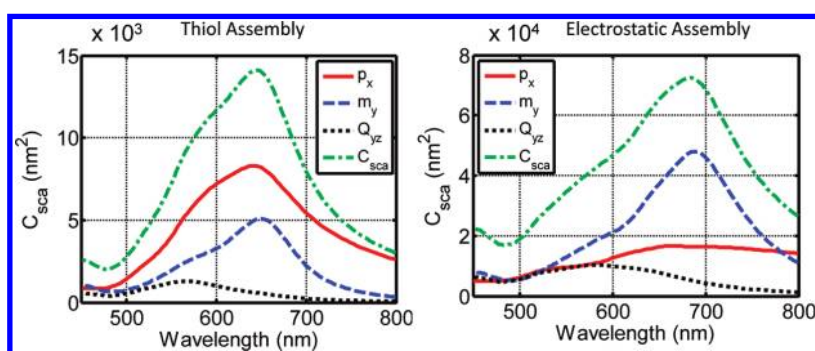 x 10³ Thiol Assembly
15
10
5
0
C_sca (nm²)
p_x
m_y
Q_yz
C_sca
500 600 700 800
Wavelength (nm)
x 10⁴ Electrostatic Assembly
8
6
4
2
0
C_sca (nm²)
p_x
m_y
Q_yz
C_sca
500 600 700 800
Wavelength (nm)